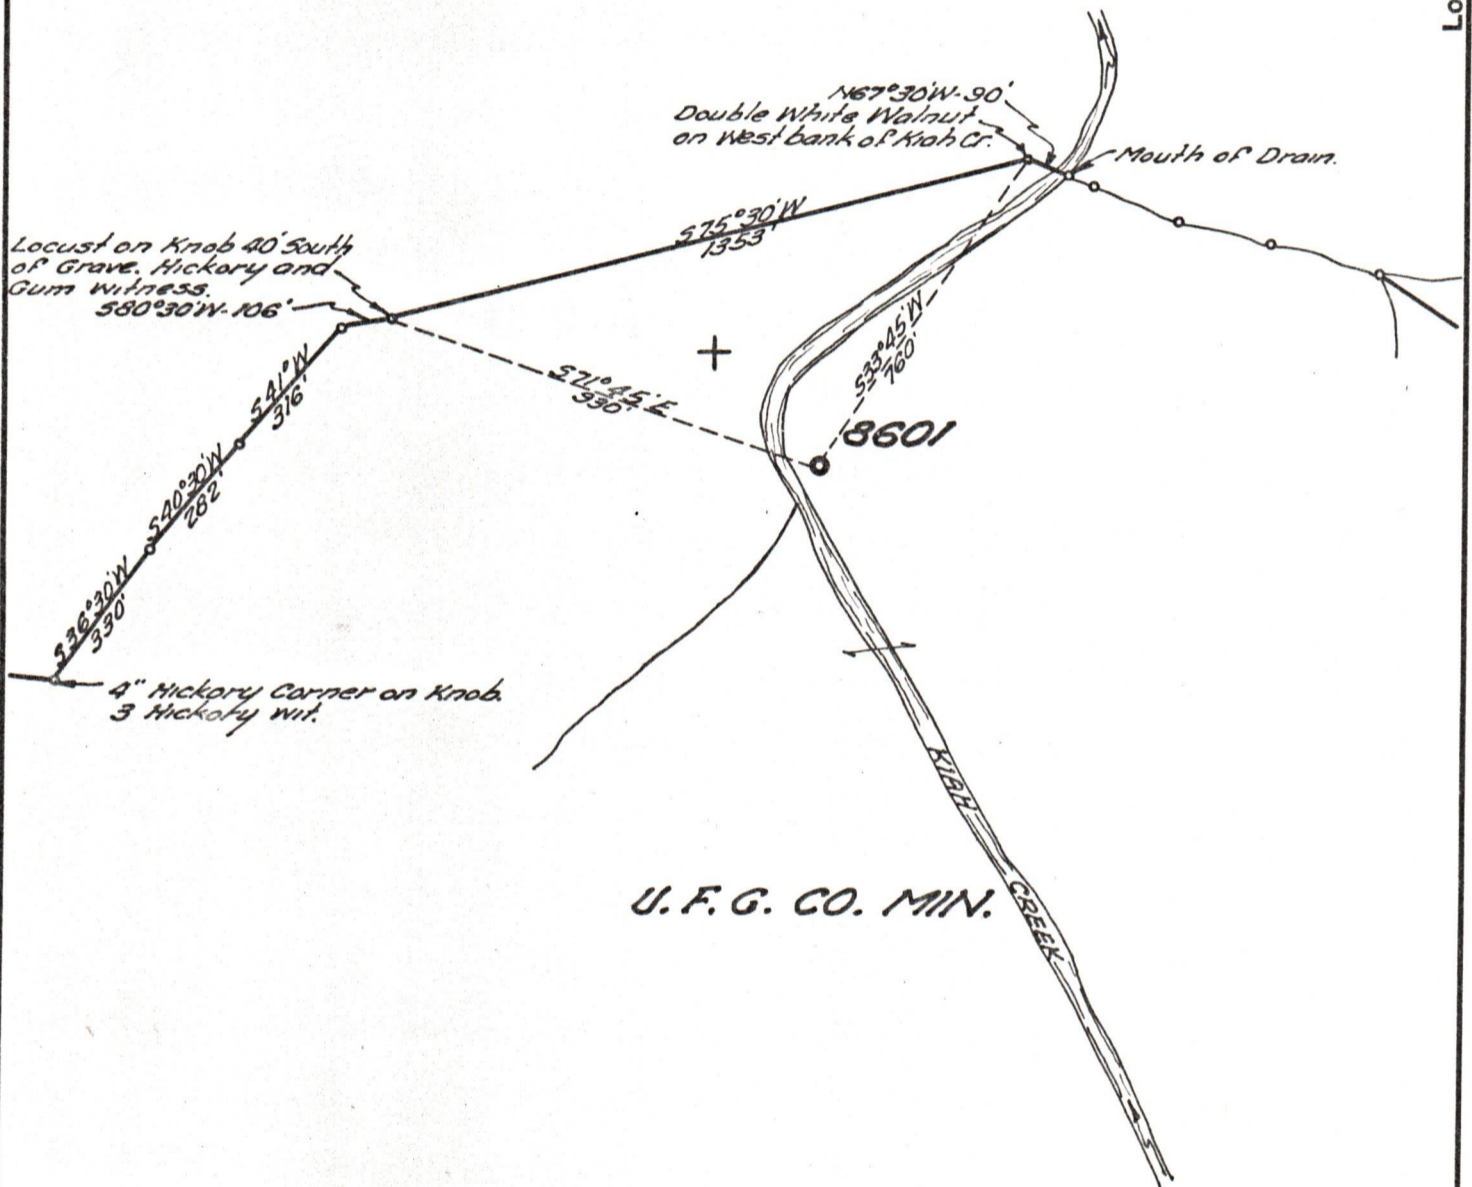 Lo
N67°30'W-90'
Double White Walnut
on West bank of Kiah Cr.
Mouth of Drain.
S75°30'W
1353'
Locust on Knob 40' South
of Grave. Hickory and
Gum Witness.
S80°30'W-106'
S71°45'E
930'
S33°45'W
760'
8601
S41°W
316'
S40°30'W
282'
S36°30'W
330'
4" Hickory Corner on Knob.
3 Hickory Wit.
KIAH CREEK
U.F.G. CO. MIN.
S